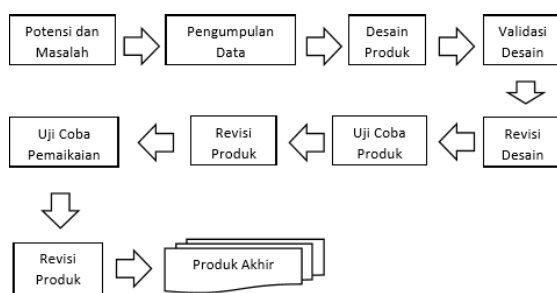 Potensi dan
Masalah
Pengumpulan
Data
Desain
Produk
Validasi
Desain
Revisi
Desain
Uji Coba
Produk
Revisi
Produk
Uji Coba
Pemaikaian
Revisi
Produk
Produk Akhir